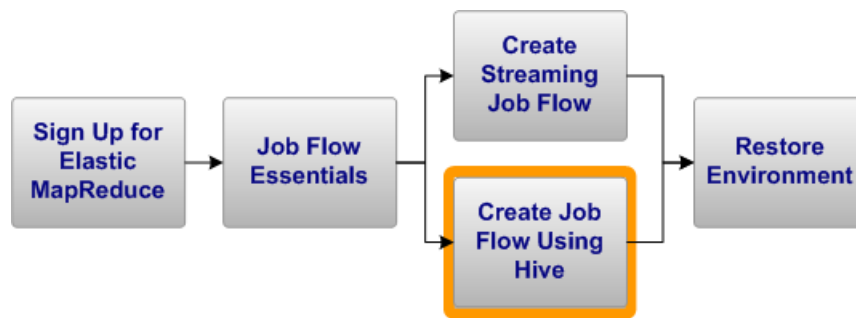 Sign Up for
Elastic
MapReduce
Job Flow
Essentials
Create
Streaming
Job Flow
Create Job
Flow Using
Hive
Restore
Environment